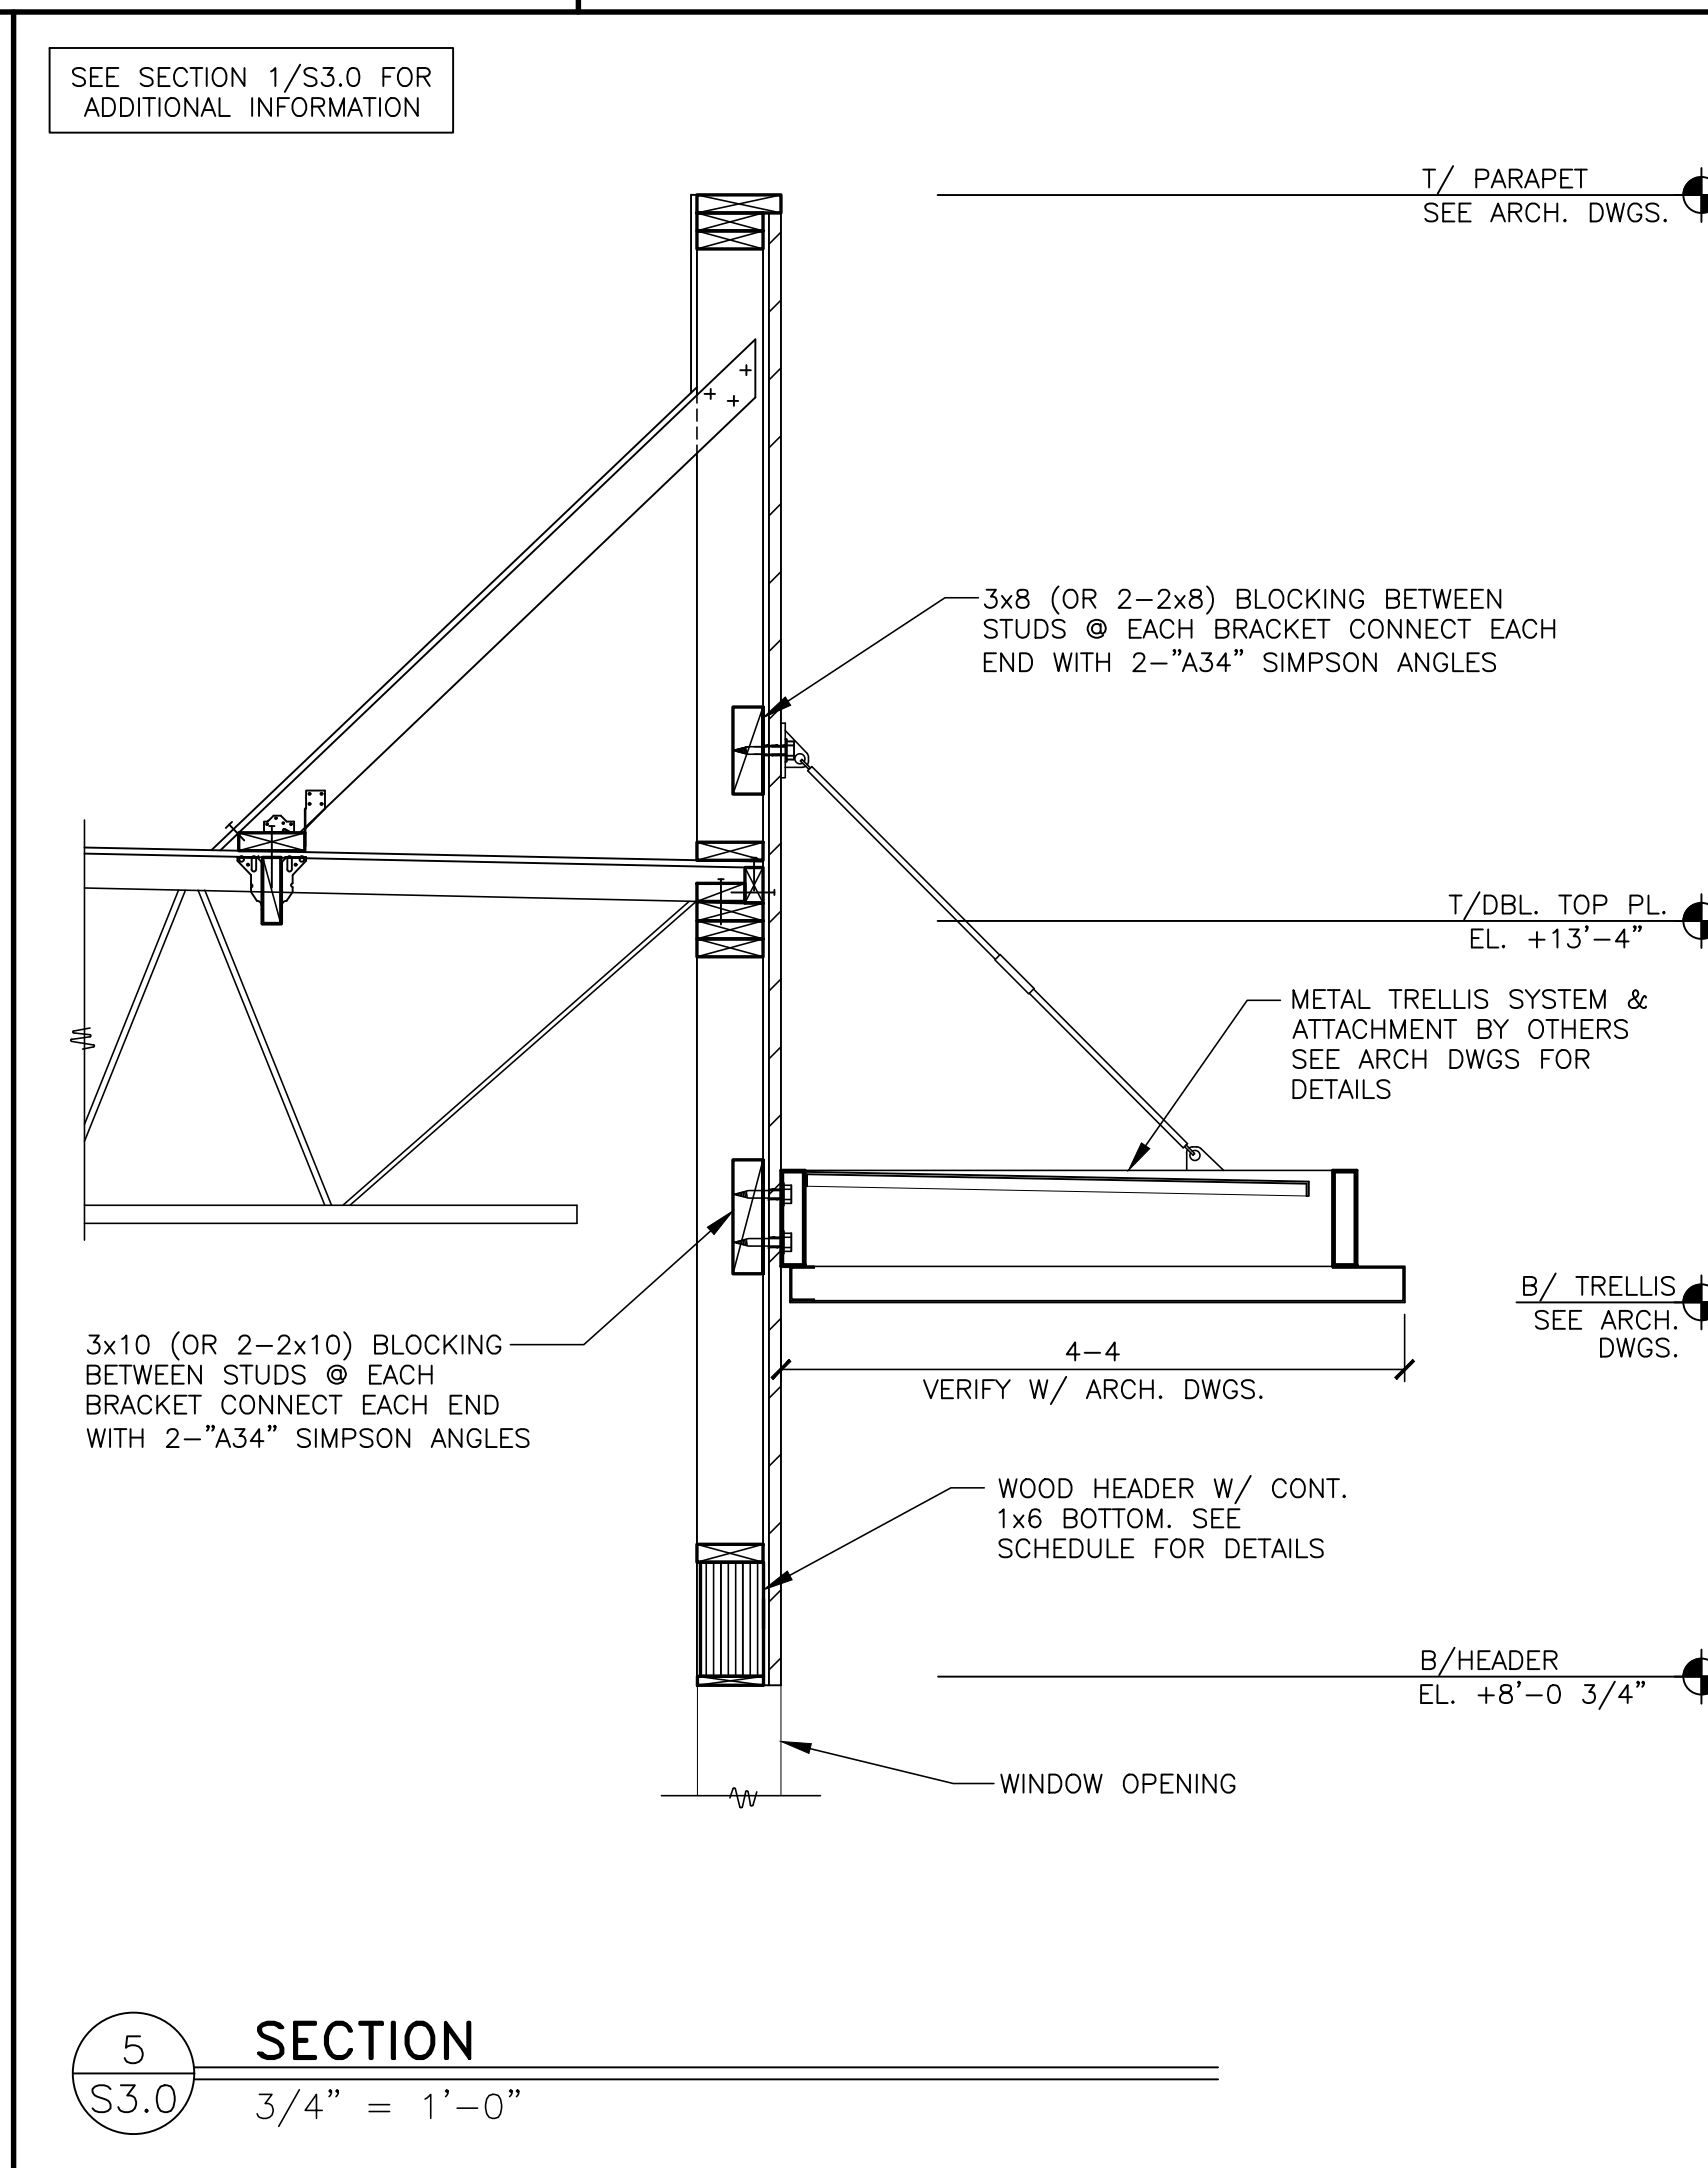 SEE SECTION 1/S3.0 FOR
ADDITIONAL INFORMATION
T/ PARAPET
SEE ARCH. DWGS.
3x8 (OR 2-2x8) BLOCKING BETWEEN
STUDS @ EACH BRACKET CONNECT EACH
END WITH 2-"A34" SIMPSON ANGLES
T/DBL. TOP PL.
EL. +13'-4"
METAL TRELLIS SYSTEM &
ATTACHMENT BY OTHERS
SEE ARCH DWGS FOR
DETAILS
B/ TRELLIS
SEE ARCH.
DWGS.
3x10 (OR 2-2x10) BLOCKING
BETWEEN STUDS @ EACH
BRACKET CONNECT EACH END
WITH 2-"A34" SIMPSON ANGLES
4-4
VERIFY W/ ARCH. DWGS.
WOOD HEADER W/ CONT.
1x6 BOTTOM. SEE
SCHEDULE FOR DETAILS
B/HEADER
EL. +8'-0 3/4"
WINDOW OPENING
5
S3.0
SECTION
3/4" = 1'-0"